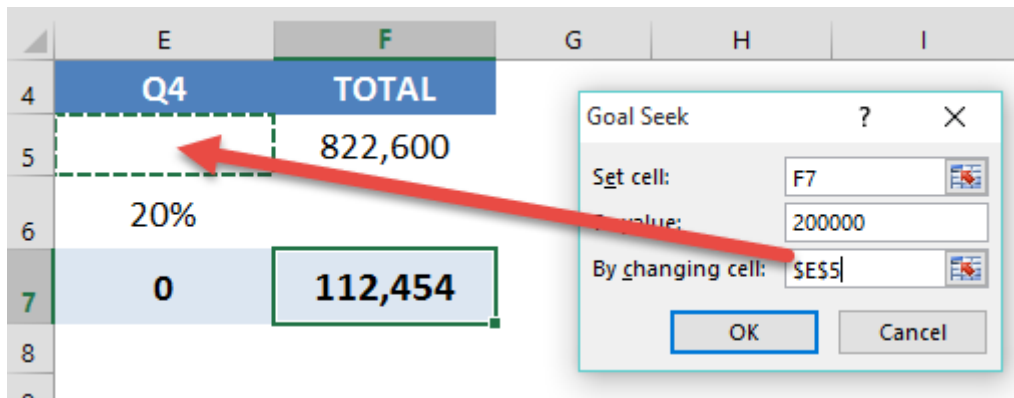 E F G H I
4 Q4 TOTAL
Goal Seek ? X
5 822,600
Set cell: F7
6 20%
value: 200000
By changing cell: $E$5
7 0 112,454
OK Cancel
8